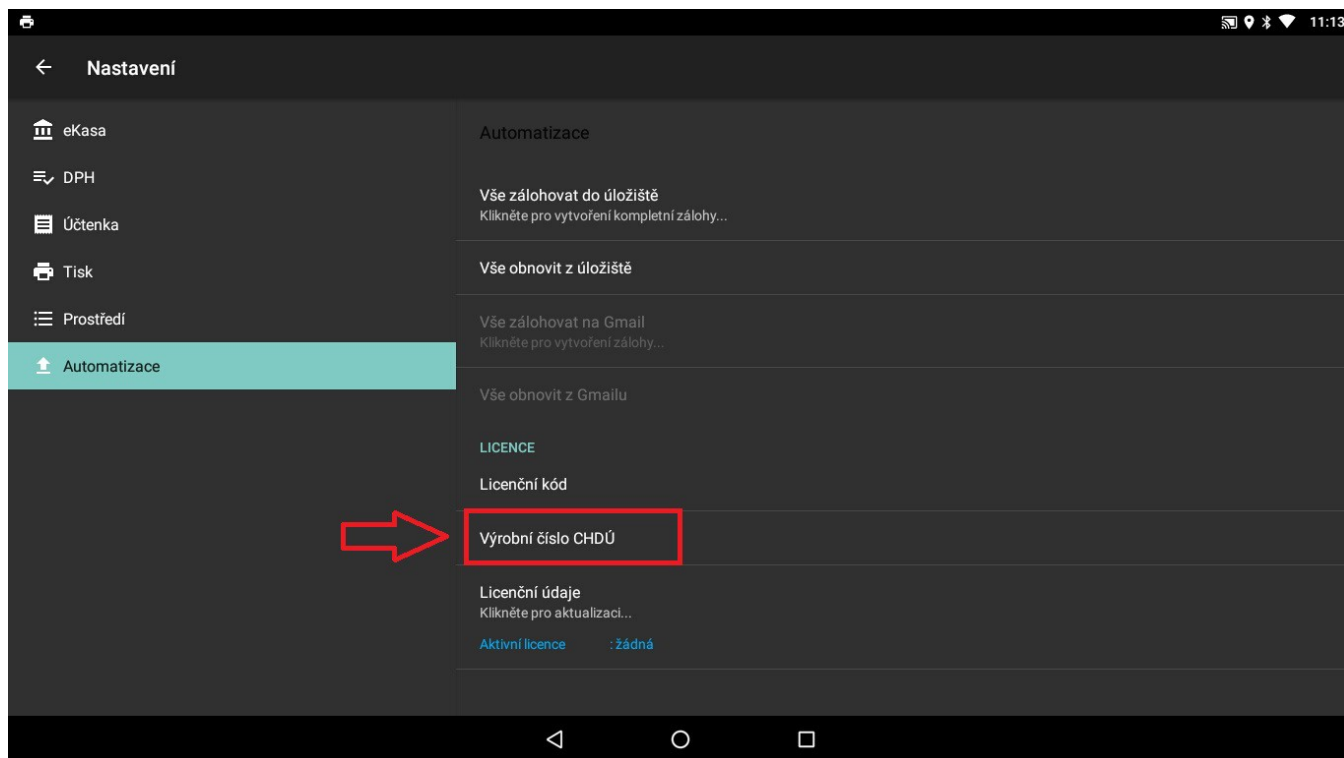 11:13
Nastavení
eKasa
DPH
Účtenka
Tisk
Prostředí
Automatizace
Automatizace
Vše zálohovat do úložiště
Klikněte pro vytvoření kompletní zálohy...
Vše obnovit z úložiště
Vše zálohovat na Gmail
Klikněte pro vytvoření zálohy...
Vše obnovit z Gmailu
LICENCE
Licenční kód
Výrobní číslo CHDÚ
Licenční údaje
Klikněte pro aktualizaci...
Aktivní licence : žádná